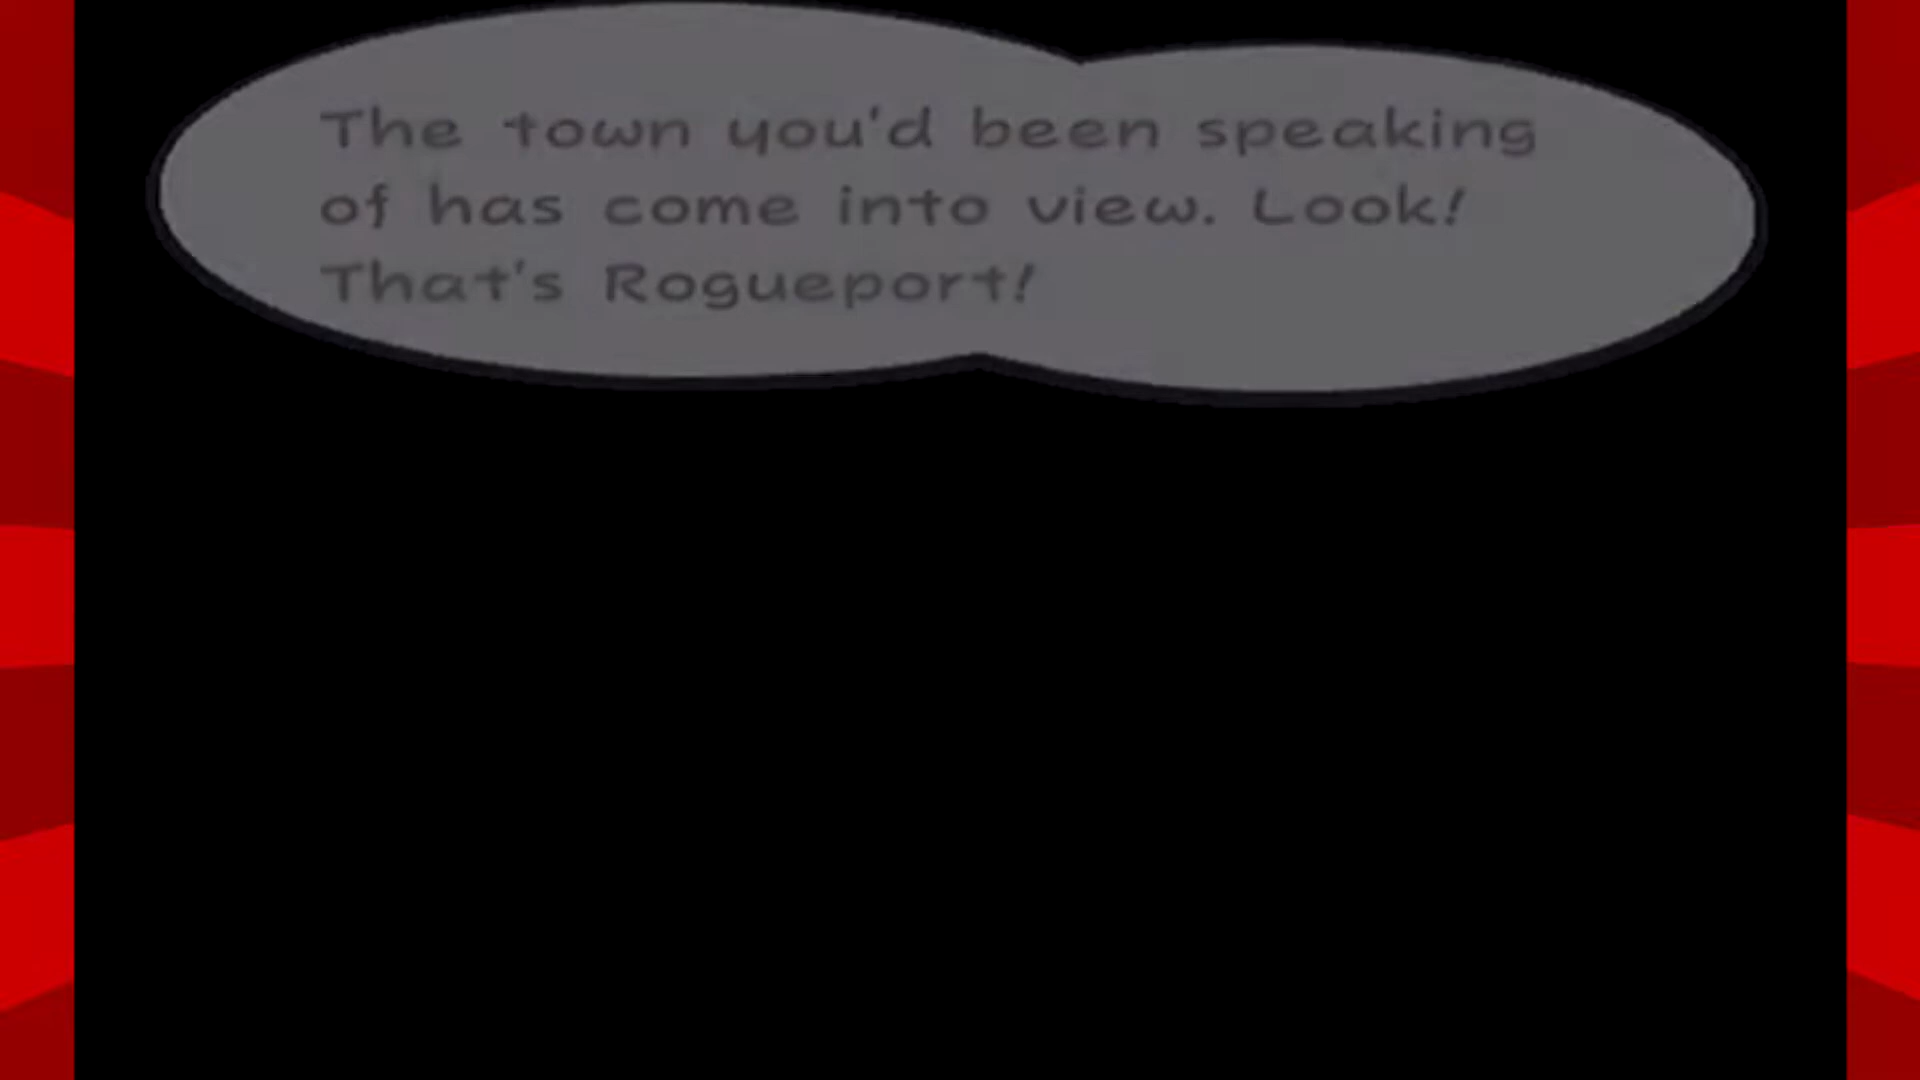 The town you'd been speaking
of has come into view. Look!
That's Rogueport!